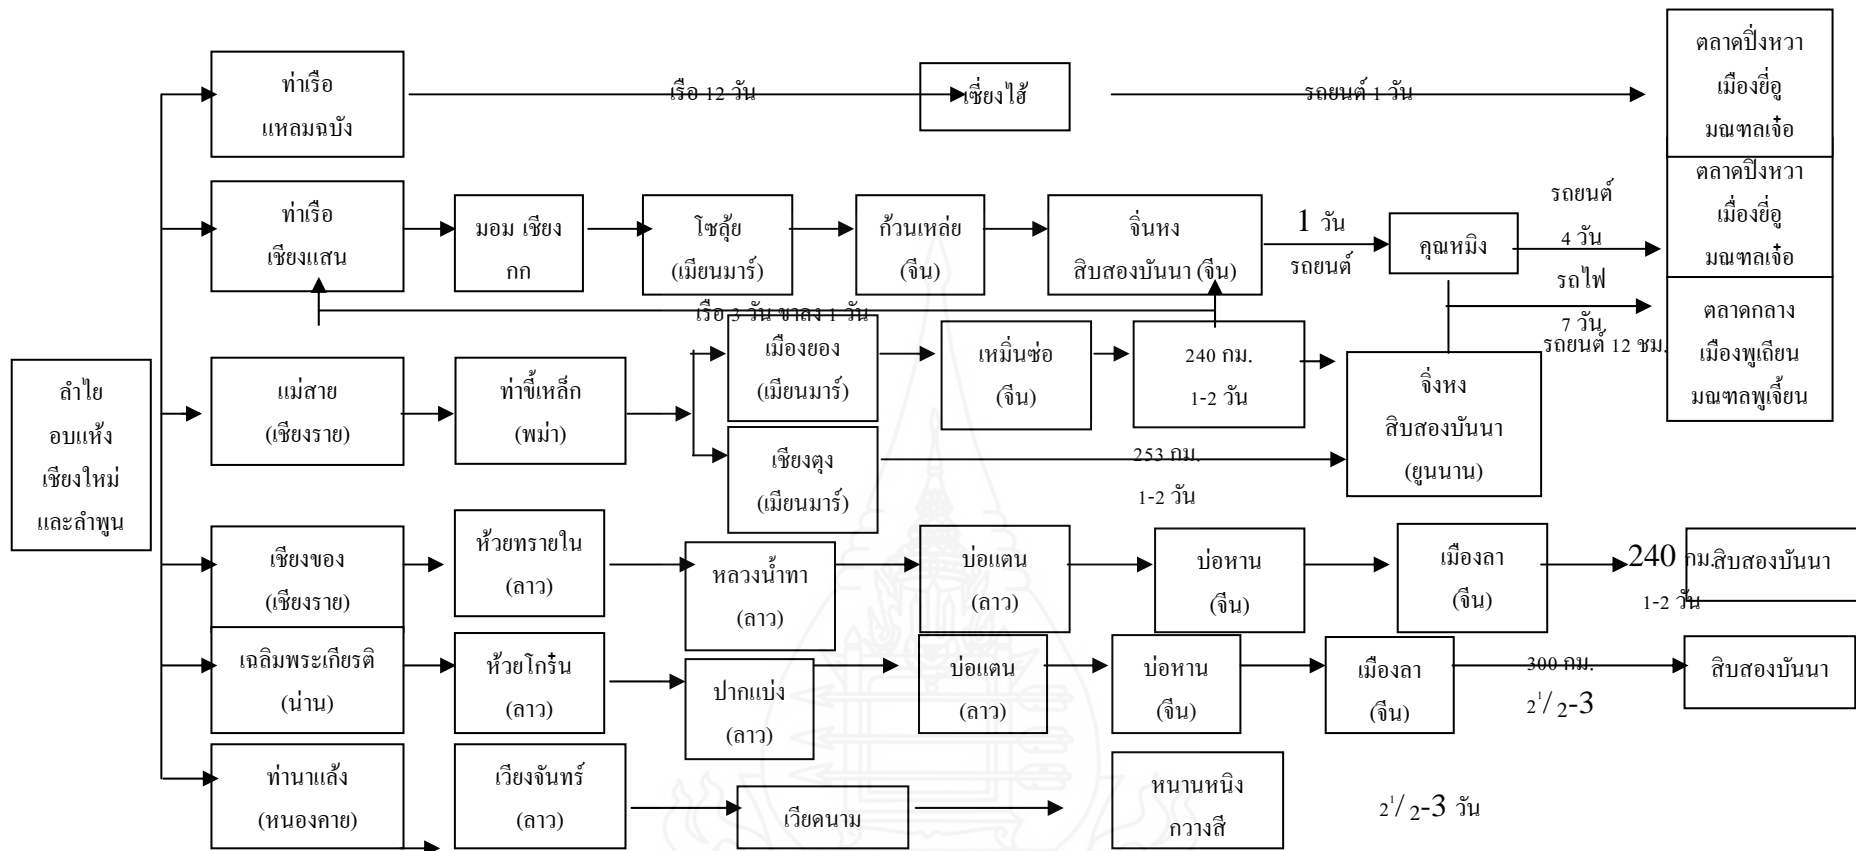 ท่าเรือ
แหลมฉบัง
เรือ 12 วัน
เซี่ยงไฮ้
รถยนต์ 1 วัน
ตลาดปิ่งหวา
เมืองยี่อู
มณฑลเจ๋อ
ท่าเรือ
เชียงแสน
มอม เชียง
กก
โซลุ้ย
(เมียนมาร์)
ก้วนเหล่ย
(จีน)
จิ่นหง
สิบสองบันนา (จีน)
1 วัน
รถยนต์
คุณหมิง
รถยนต์
4 วัน
ตลาดปิ่งหวา
เมื่องยี่อู
มณฑลเจ๋อ
รถไฟ
7 วัน
รถยนต์ 12 ชม.
ตลาดกลาง
เมืองพูเถียน
มณฑลพูเจี้ยน
เรือ 3 วัน ขาลง 1 วัน
ลำไย
อบแห้ง
เชียงใหม่
และลำพูน
แม่สาย
(เชียงราย)
ท่าขี้เหล็ก
(พม่า)
เมืองยอง
(เมียนมาร์)
เหมิ่นซ่อ
(จีน)
240 กม.
1-2 วัน
จิ่งหง
สิบสองบันนา
(ยูนนาน)
เชียงตุง
(เมียนมาร์)
253 กม.
1-2 วัน
เชียงของ
(เชียงราย)
ห้วยทรายใน
(ลาว)
หลวงน้ำทา
(ลาว)
บ่อแตน
(ลาว)
บ่อหาน
(จีน)
เมืองลา
(จีน)
240 กม.
1-2 วัน
สิบสองบันนา
เฉลิมพระเกียรติ
(น่าน)
ห้วยโกร๋น
(ลาว)
ปากแบ่ง
(ลาว)
บ่อแตน
(ลาว)
บ่อหาน
(จีน)
เมืองลา
(จีน)
300 กม.
2¹/2-3
สิบสองบันนา
ท่านาแล้ง
(หนองคาย)
เวียงจันทร์
(ลาว)
เวียดนาม
หนานหนิง
กวางสี
2¹/2-3 วัน